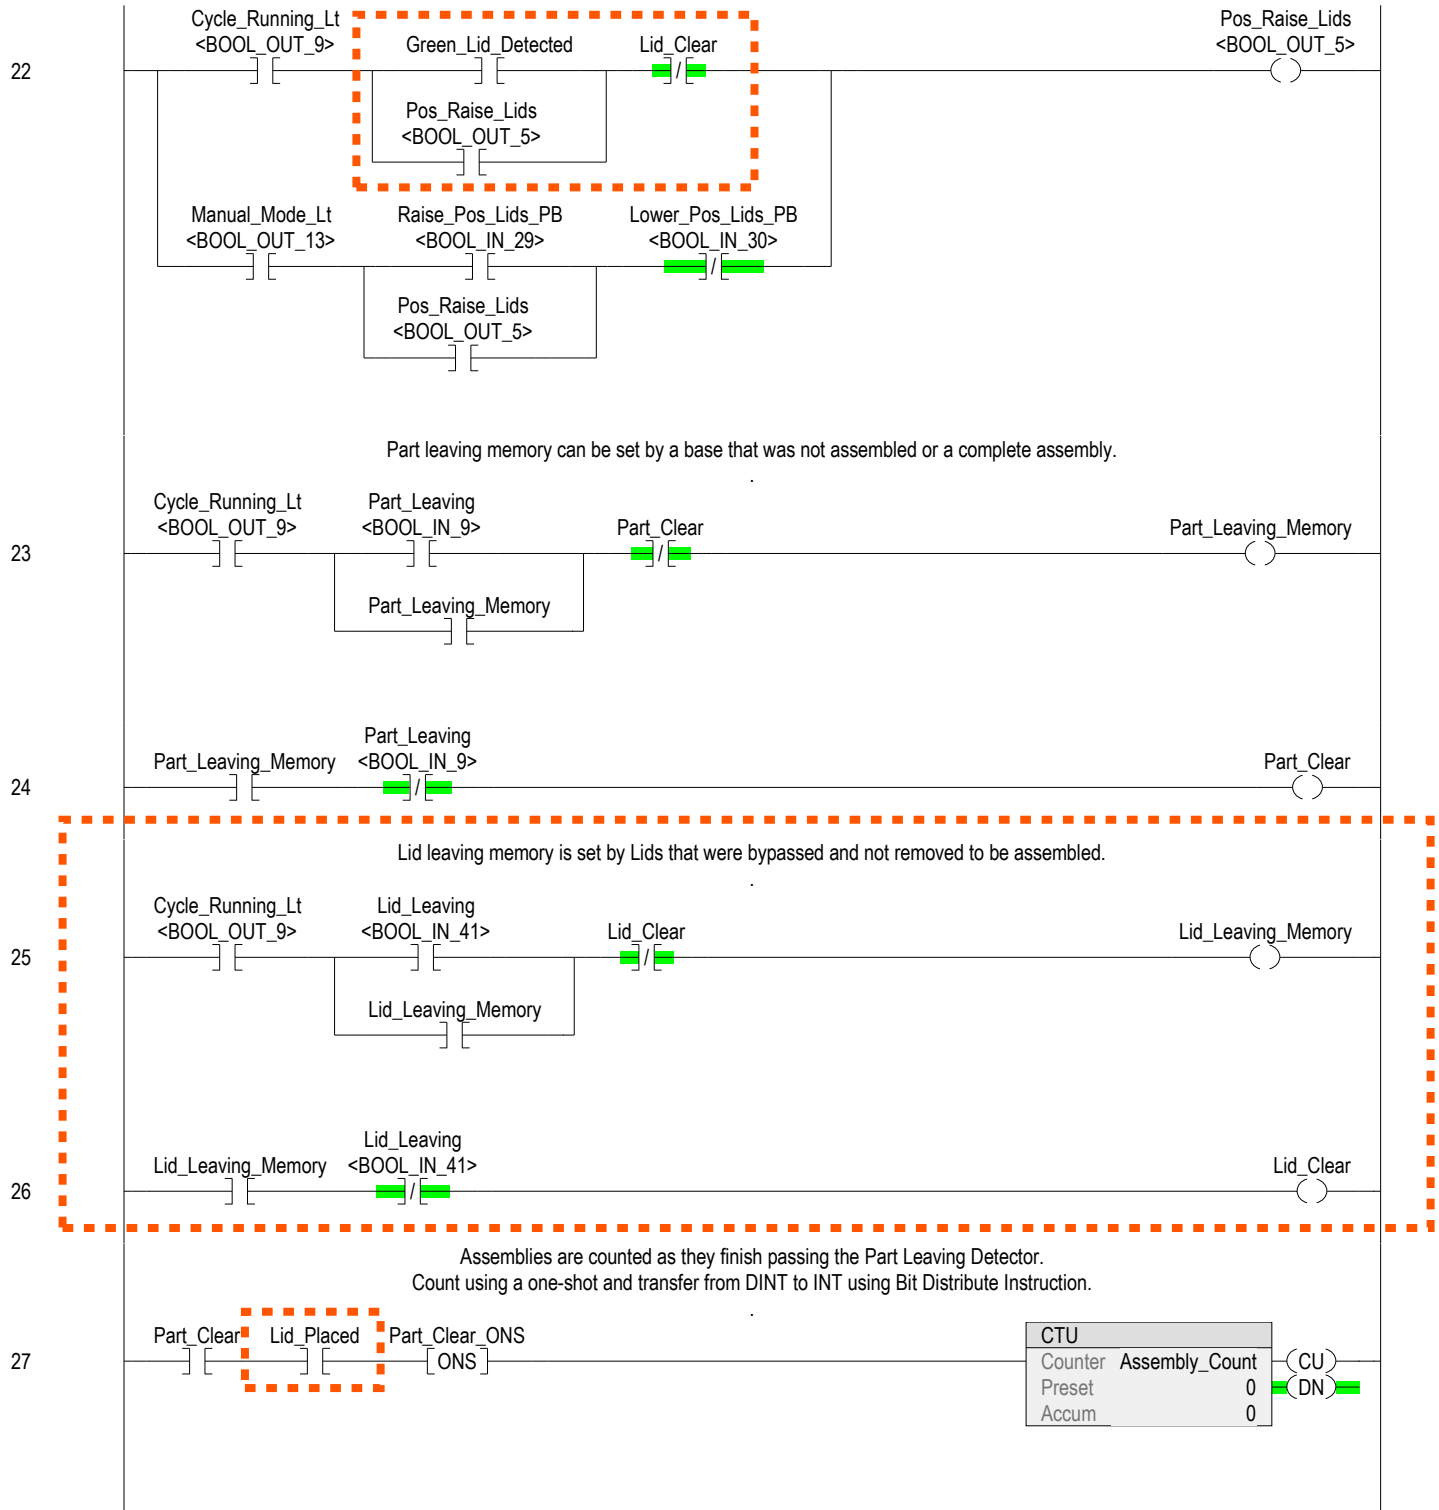 Cycle_Running_Lt
<BOOL_OUT_9>
Green_Lid_Detected
Lid_Clear
Pos_Raise_Lids
<BOOL_OUT_5>
22
/
Pos_Raise_Lids
<BOOL_OUT_5>
Manual_Mode_Lt
<BOOL_OUT_13>
Raise_Pos_Lids_PB
<BOOL_IN_29>
Lower_Pos_Lids_PB
<BOOL_IN_30>
/
Pos_Raise_Lids
<BOOL_OUT_5>
Part leaving memory can be set by a base that was not assembled or a complete assembly.
.
Cycle_Running_Lt
<BOOL_OUT_9>
Part_Leaving
<BOOL_IN_9>
Part_Clear
Part_Leaving_Memory
23
/
Part_Leaving_Memory
Part_Leaving_Memory
Part_Leaving
<BOOL_IN_9>
Part_Clear
24
/
Lid leaving memory is set by Lids that were bypassed and not removed to be assembled.
.
Cycle_Running_Lt
<BOOL_OUT_9>
Lid_Leaving
<BOOL_IN_41>
Lid_Clear
Lid_Leaving_Memory
25
/
Lid_Leaving_Memory
Lid_Leaving_Memory
Lid_Leaving
<BOOL_IN_41>
Lid_Clear
26
/
Assemblies are counted as they finish passing the Part Leaving Detector.
Count using a one-shot and transfer from DINT to INT using Bit Distribute Instruction.
.
Part_Clear
Lid_Placed
Part_Clear_ONS
27
ONS
CTU
Counter Assembly_Count
Preset 0
Accum 0
CU
DN